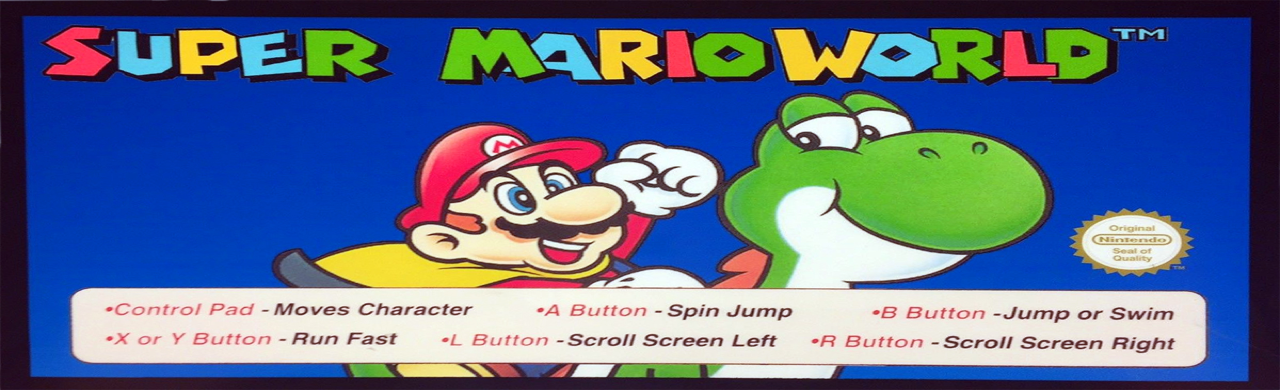 SUPER MARIO WORLD™
M
Original
Nintendo
Seal of
Quality
TM
•Control Pad - Moves Character •A Button - Spin Jump •B Button - Jump or Swim
•X or Y Button - Run Fast •L Button - Scroll Screen Left •R Button - Scroll Screen Right